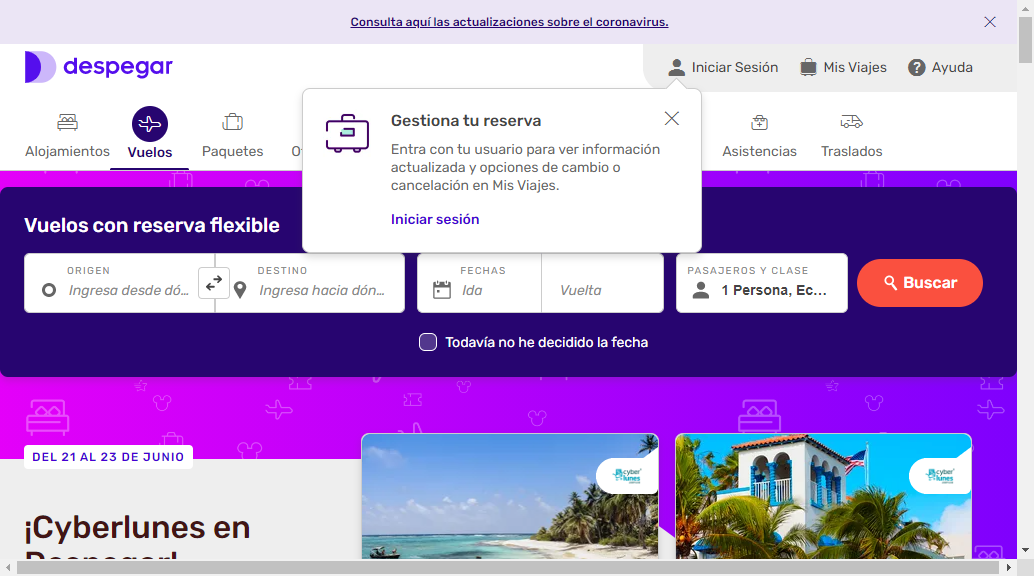 Consulta aquí las actualizaciones sobre el coronavirus.
despegar
Iniciar Sesión
Mis Viajes
Ayuda
Alojamientos
Vuelos
Paquetes
Asistencias
Traslados
Gestiona tu reserva
Entra con tu usuario para ver información
actualizada y opciones de cambio o
cancelación en Mis Viajes.
Iniciar sesión
Vuelos con reserva flexible
ORIGEN
Ingresa desde dó...
DESTINO
Ingresa hacia dón...
FECHAS
Ida
Vuelta
PASAJEROS Y CLASE
1 Persona, Ec...
Buscar
Todavía no he decidido la fecha
DEL 21 AL 23 DE JUNIO
¡Cyberlunes en
Despegar!
cyber
lunes
cyber
lunes